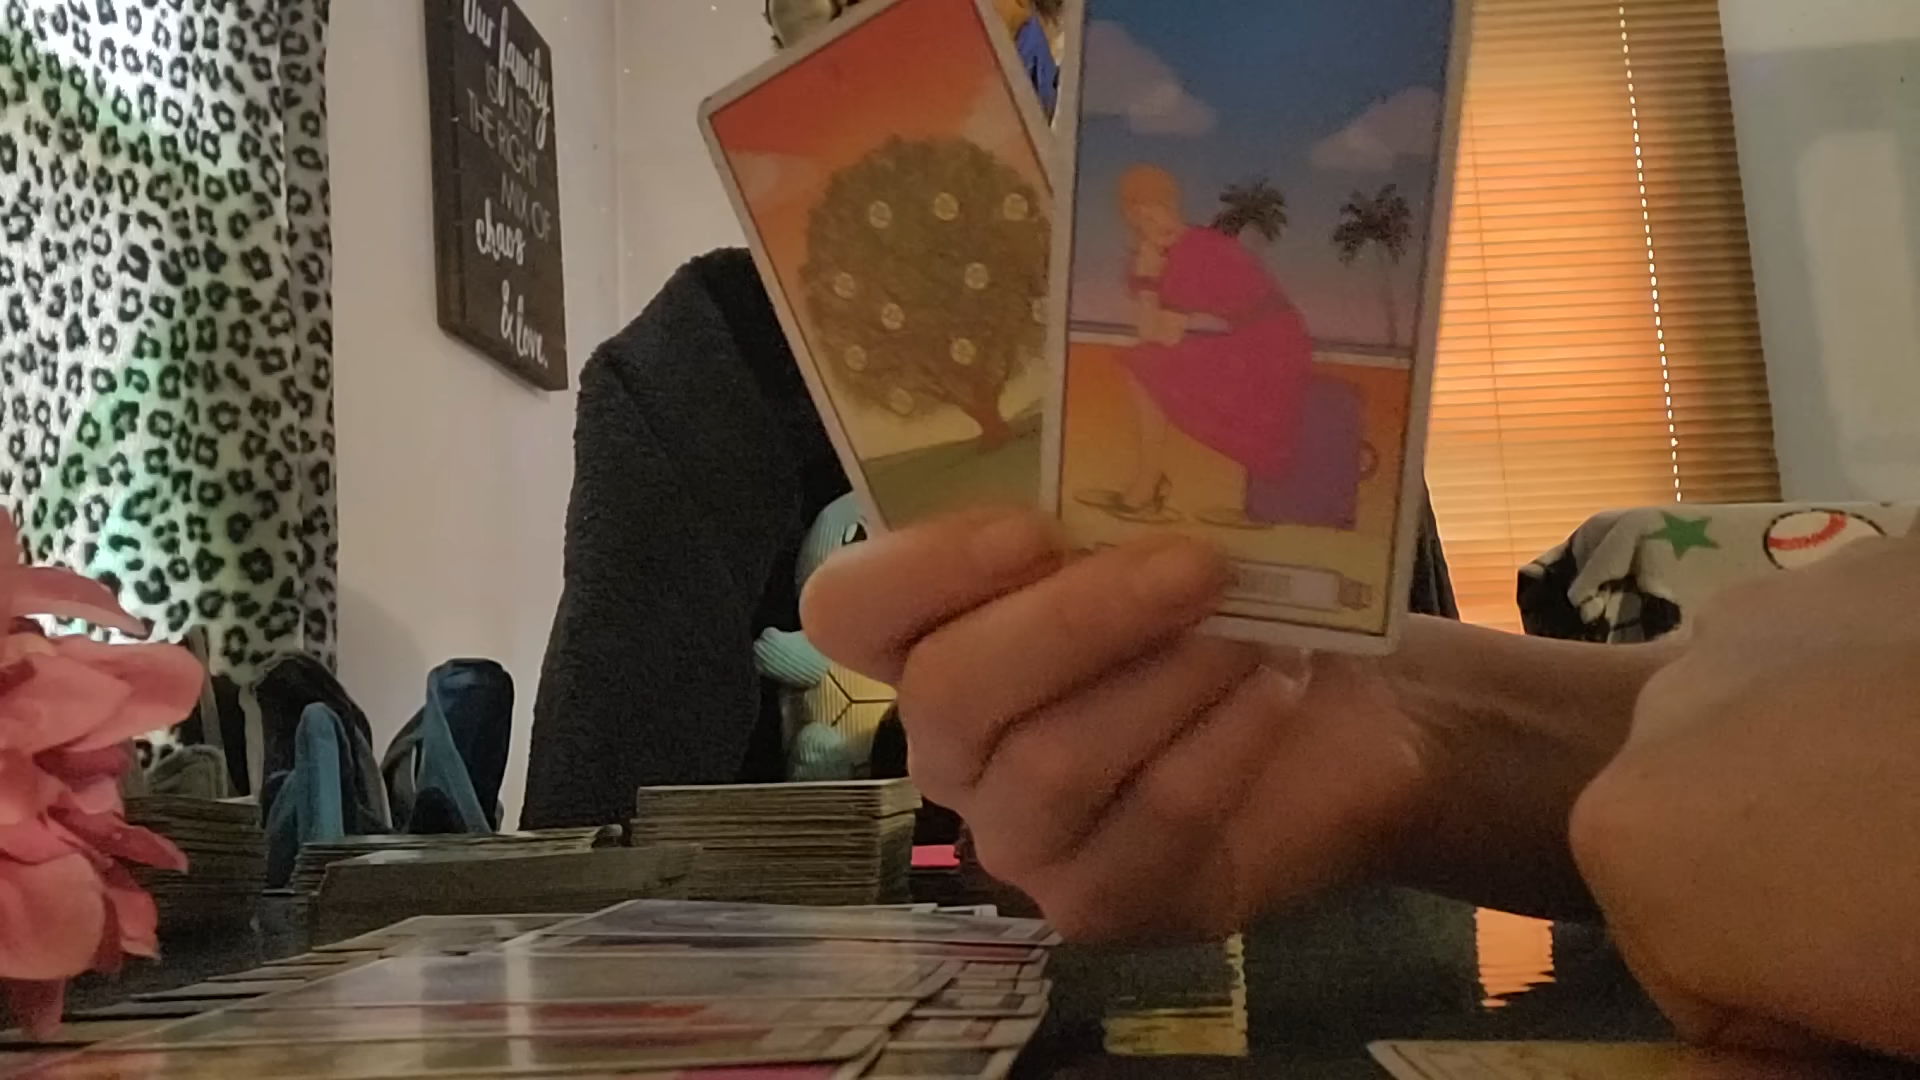 Our family
IS JUST
THE RIGHT
MIX OF
chaos
& love.